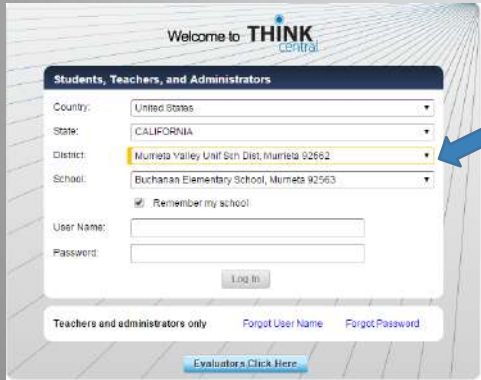 Welcome to THINK central
Students, Teachers, and Administrators
Country: United States
State: CALIFORNIA
District: Murrieta Valley Unif Sch Dist, Murrieta 92562
School: Buchanan Elementary School, Murrieta 92563
Remember my school
User Name:
Password:
Log In
Teachers and administrators only Forgot User Name Forgot Password
Evaluators Click Here